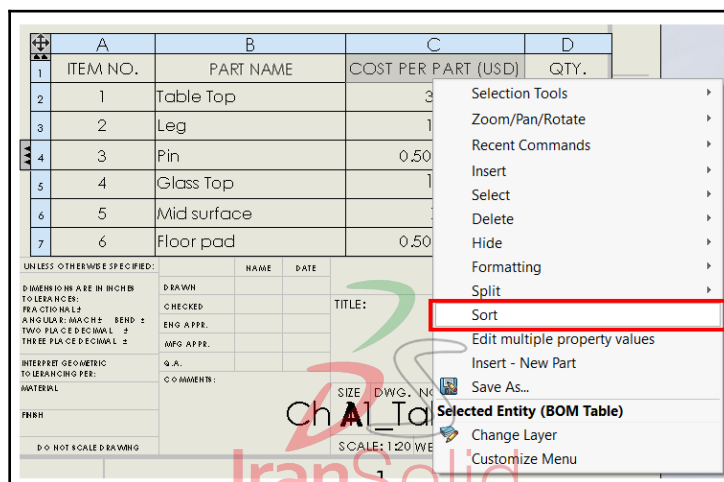 A B C D
1 ITEM NO. PART NAME COST PER PART (USD) QTY.
2 1 Table Top 3
3 2 Leg 1
4 3 Pin 0.50
5 4 Glass Top 1
6 5 Mid surface
7 6 Floor pad 0.50
Selection Tools
Zoom/Pan/Rotate
Recent Commands
Insert
Select
Delete
Hide
Formatting
Split
Sort
Edit multiple property values
Insert - New Part
Save As...
Selected Entity (BOM Table)
Change Layer
Customize Menu
UNLESS OTHERWISE SPECIFIED:
DIMENSIONS ARE IN INCHES
TOLERANCES:
FRACTIONAL±
ANGULAR: MACH± BEND ±
TWO PLACE DECIMAL ±
THREE PLACE DECIMAL ±
INTERPRET GEOMETRIC
TOLERANCING PER:
MATERIAL
FINISH
DO NOT SCALE DRAWING
NAME DATE
DRAWN
CHECKED
ENG APPR.
MFG APPR.
Q.A.
COMMENTS:
TITLE:
SIZE DWG. NO
Ch A1_Tab
SCALE: 1:20 WE
1
IranSolid